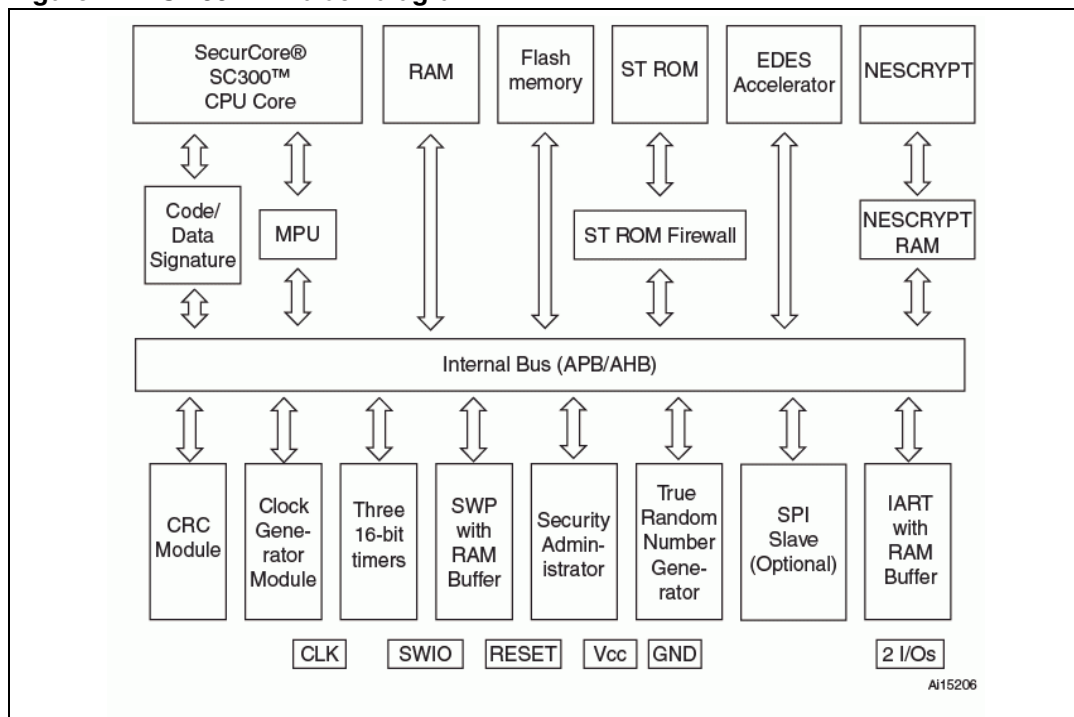 SecurCore®
SC300™
CPU Core
RAM
Flash
memory
ST ROM
EDES
Accelerator
NESCRYPT
Code/
Data
Signature
MPU
ST ROM Firewall
NESCRYPT
RAM
Internal Bus (APB/AHB)
CRC
Module
Clock
Gene-
rator
Module
Three
16-bit
timers
SWP
with
RAM
Buffer
Security
Admin-
istrator
True
Random
Number
Gene-
rator
SPI
Slave
(Optional)
IART
with
RAM
Buffer
CLK
SWIO
RESET
Vcc
GND
2 I/Os
Ai15206